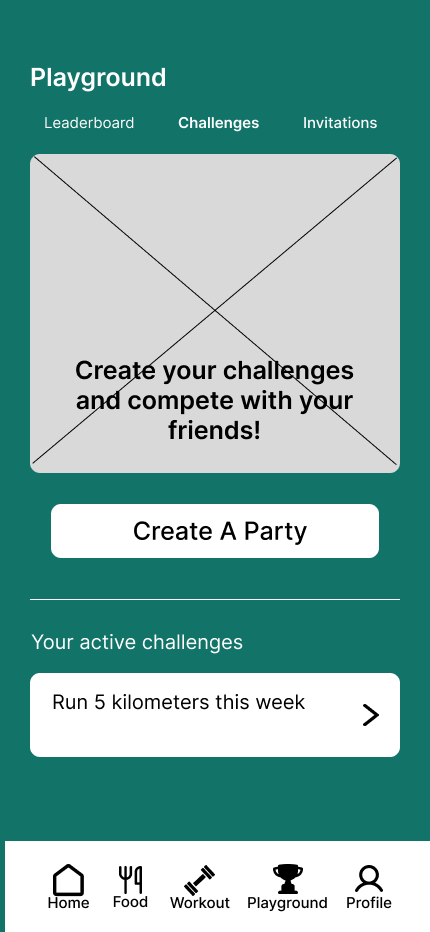 Playground
Leaderboard Challenges Invitations
Create your challenges
and compete with your
friends!
Create A Party
Your active challenges
Run 5 kilometers this week
Home Food Workout Playground Profile